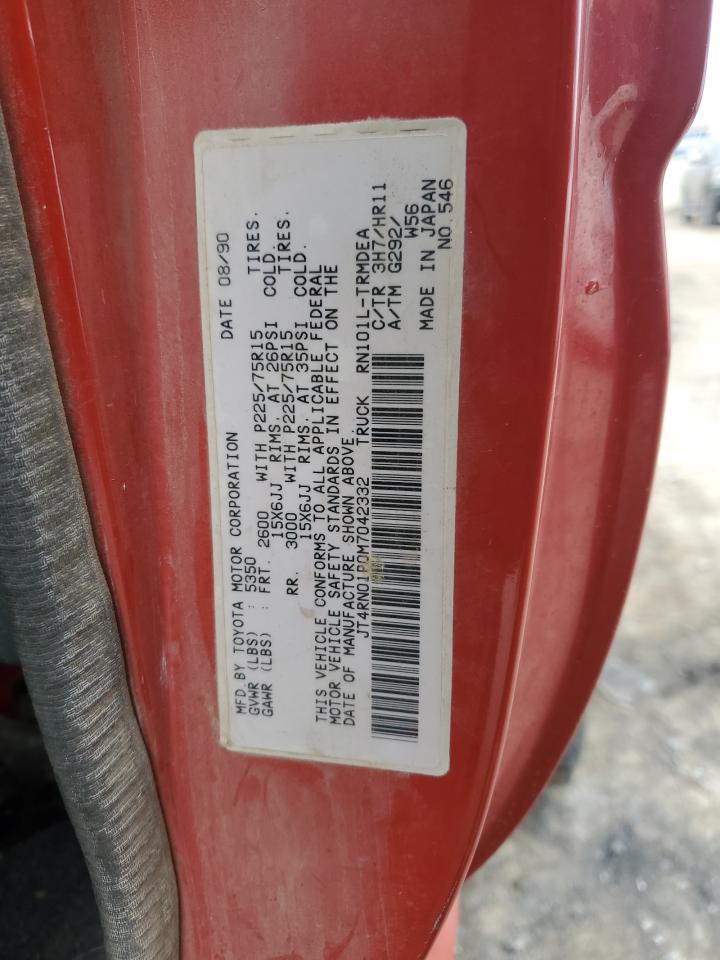 MFD BY TOYOTA MOTOR CORPORATION DATE 08/90
GVWR (LBS) : 5350
GAWR (LBS) : FRT. 2600 WITH P225/75R15 TIRES.
15X6JJ RIMS. AT 26PSI COLD.
RR. 3000 WITH P225/75R15 TIRES.
15X6JJ RIMS. AT 35PSI COLD.
THIS VEHICLE CONFORMS TO ALL APPLICABLE FEDERAL
MOTOR VEHICLE SAFETY STANDARDS IN EFFECT ON THE
DATE OF MANUFACTURE SHOWN ABOVE.
JT4RN01P0M7042332 TRUCK RN101L-TRMDEA
C/TR 3H7/HR11
A/TM G292/
W56
MADE IN JAPAN
NO.546